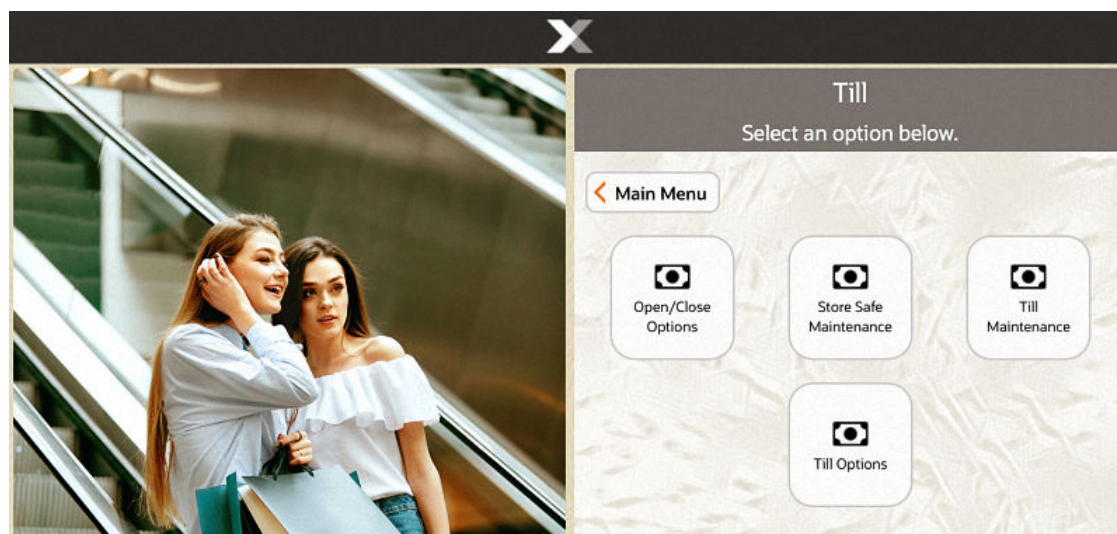 Till
Select an option below.
Main Menu
Open/Close
Options
Store Safe
Maintenance
Till
Maintenance
Till Options